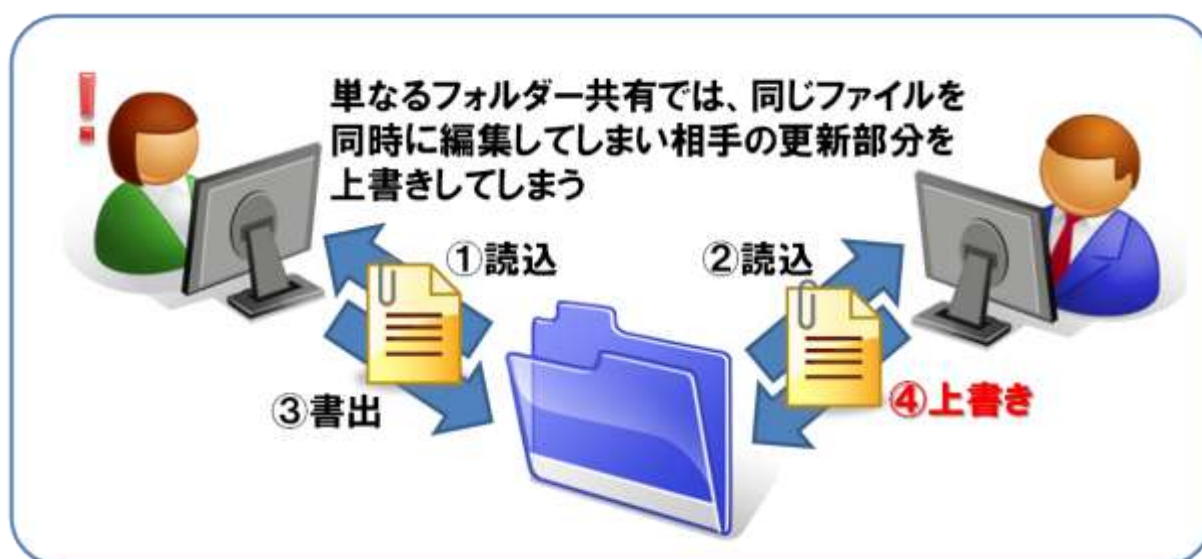 単なるフォルダー共有では、同じファイルを
同時に編集してしまい相手の更新部分を
上書きしてしまう
①読込
②読込
③書出
④上書き